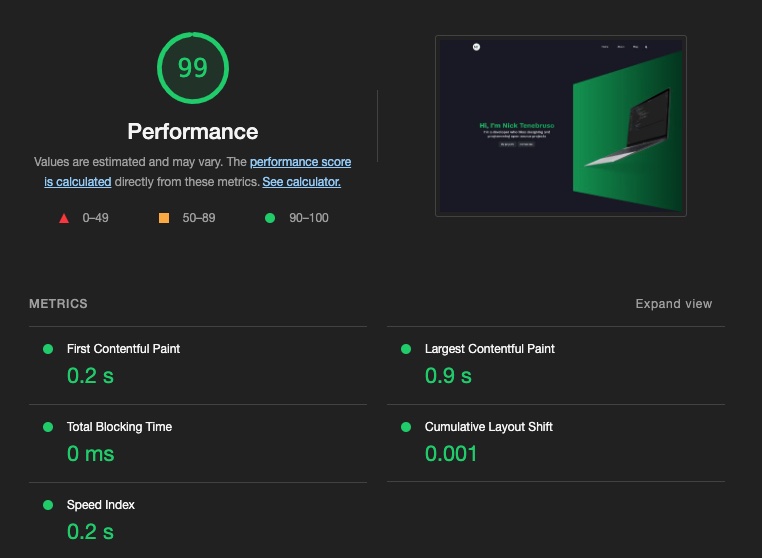 99
Performance
Values are estimated and may vary. The performance score
is calculated directly from these metrics. See calculator.
0–49
50–89
90–100
Hi, I'm Nick Tenebruso
METRICS
Expand view
First Contentful Paint
0.2 s
Largest Contentful Paint
0.9 s
Total Blocking Time
0 ms
Cumulative Layout Shift
0.001
Speed Index
0.2 s